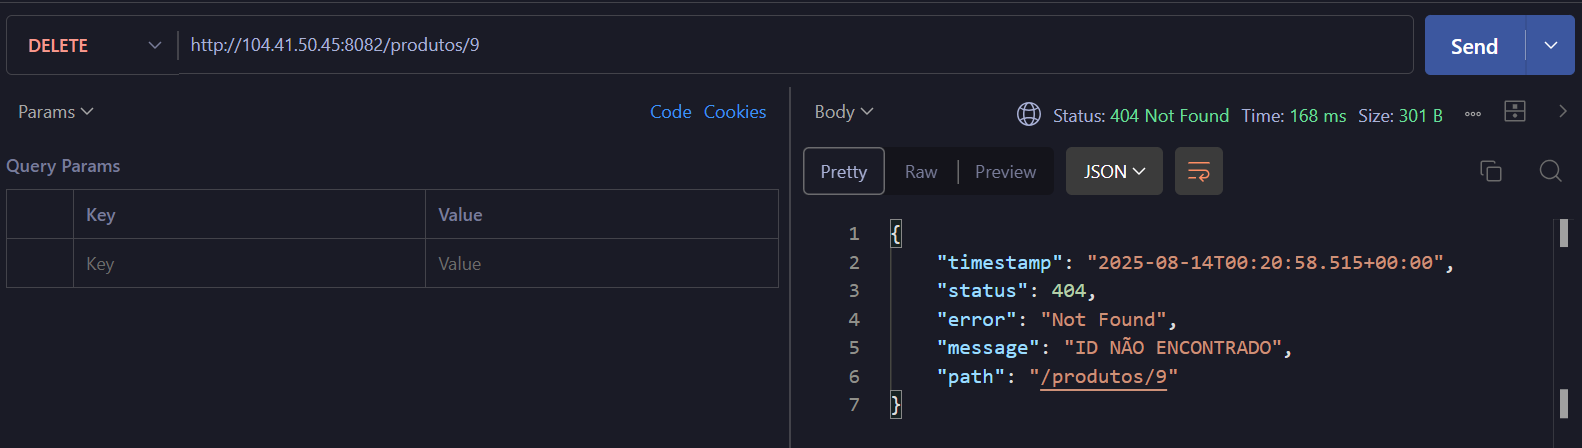 DELETE http://104.41.50.45:8082/produtos/9 Send
Params Code Cookies
Query Params
Key Value
Key Value
Body Status: 404 Not Found Time: 168 ms Size: 301 B
Pretty Raw Preview JSON
1 {
2 "timestamp": "2025-08-14T00:20:58.515+00:00",
3 "status": 404,
4 "error": "Not Found",
5 "message": "ID NÃO ENCONTRADO",
6 "path": "/produtos/9"
7 }